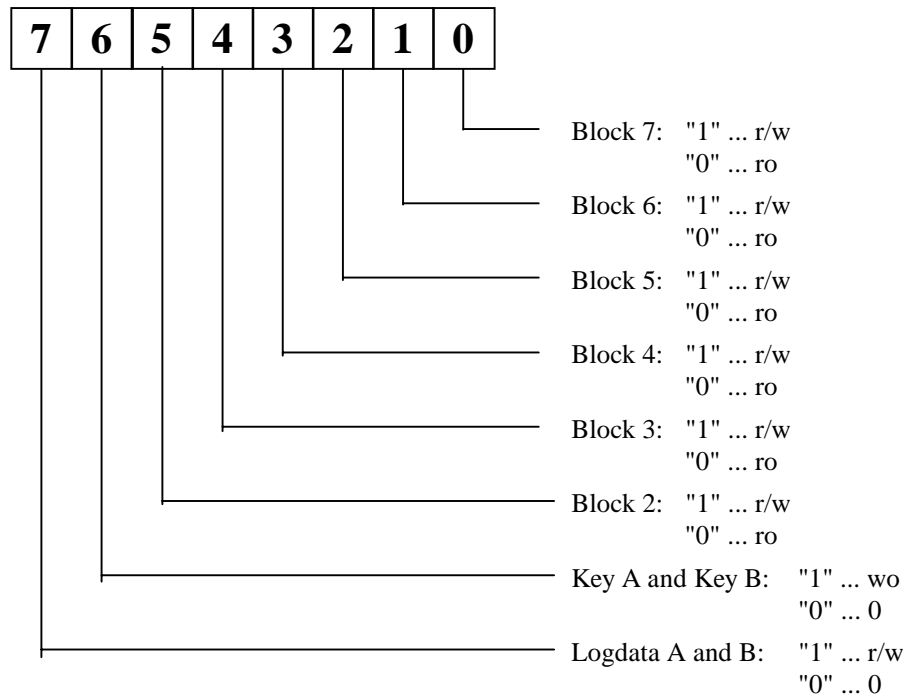 7 6 5 4 3 2 1 0
Block 7: "1" ... r/w
"0" ... ro
Block 6: "1" ... r/w
"0" ... ro
Block 5: "1" ... r/w
"0" ... ro
Block 4: "1" ... r/w
"0" ... ro
Block 3: "1" ... r/w
"0" ... ro
Block 2: "1" ... r/w
"0" ... ro
Key A and Key B: "1" ... wo
"0" ... 0
Logdata A and B: "1" ... r/w
"0" ... 0